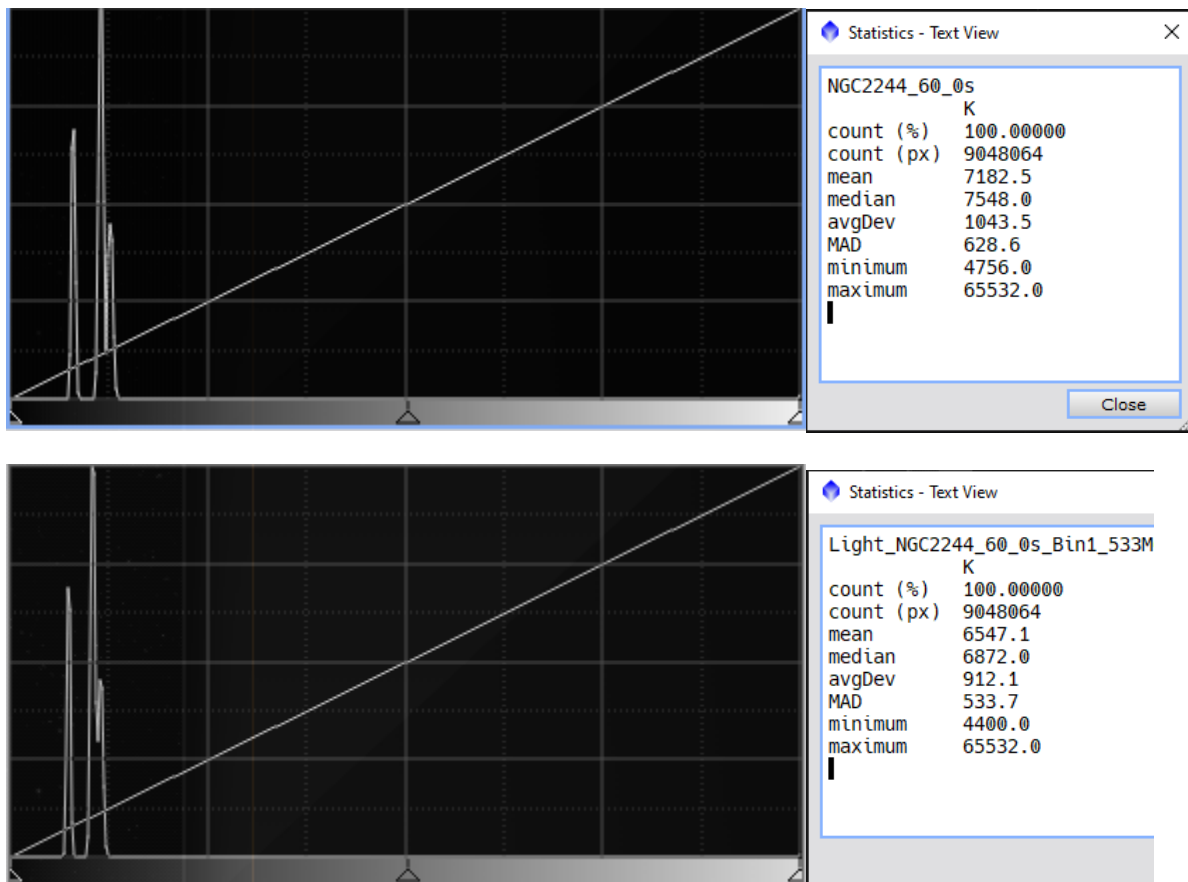 Statistics - Text View
NGC2244_60_0s
K
count (%) 100.00000
count (px) 9048064
mean 7182.5
median 7548.0
avgDev 1043.5
MAD 628.6
minimum 4756.0
maximum 65532.0
Close
Statistics - Text View
Light_NGC2244_60_0s_Bin1_533M
K
count (%) 100.00000
count (px) 9048064
mean 6547.1
median 6872.0
avgDev 912.1
MAD 533.7
minimum 4400.0
maximum 65532.0